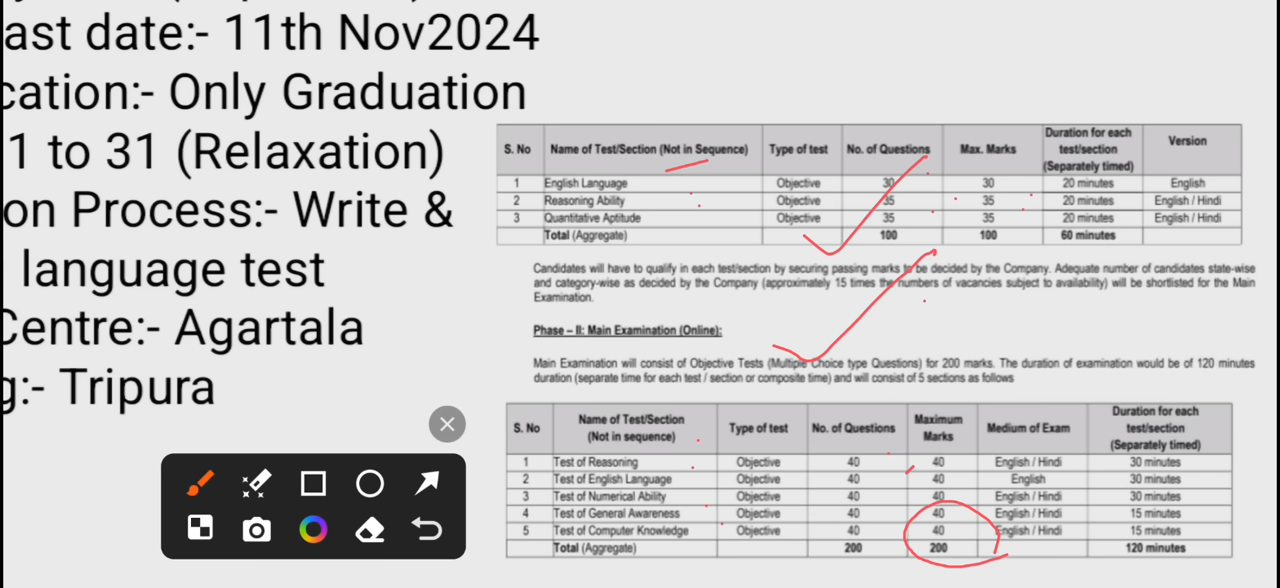 ast date:- 11th Nov2024
cation:- Only Graduation
1 to 31 (Relaxation)
on Process:- Write &
language test
Centre:- Agartala
g:- Tripura
S. No Name of Test/Section (Not in Sequence) Type of test No. of Questions Max. Marks Duration for each test/section (Separately timed) Version
1 English Language Objective 30 30 20 minutes English
2 Reasoning Ability Objective 35 35 20 minutes English / Hindi
3 Quantitative Aptitude Objective 35 35 20 minutes English / Hindi
Total (Aggregate) 100 100 60 minutes
Candidates will have to qualify in each test/section by securing passing marks to be decided by the Company. Adequate number of candidates state-wise
and category-wise as decided by the Company (approximately 15 times the numbers of vacancies subject to availability) will be shortlisted for the Main
Examination.
Phase – II: Main Examination (Online):
Main Examination will consist of Objective Tests (Multiple Choice type Questions) for 200 marks. The duration of examination would be of 120 minutes
duration (separate time for each test / section or composite time) and will consist of 5 sections as follows
S. No Name of Test/Section (Not in sequence) Type of test No. of Questions Maximum Marks Medium of Exam Duration for each test/section (Separately timed)
1 Test of Reasoning Objective 40 40 English / Hindi 30 minutes
2 Test of English Language Objective 40 40 English 30 minutes
3 Test of Numerical Ability Objective 40 40 English / Hindi 30 minutes
4 Test of General Awareness Objective 40 40 English / Hindi 15 minutes
5 Test of Computer Knowledge Objective 40 40 English / Hindi 15 minutes
Total (Aggregate) 200 200 120 minutes